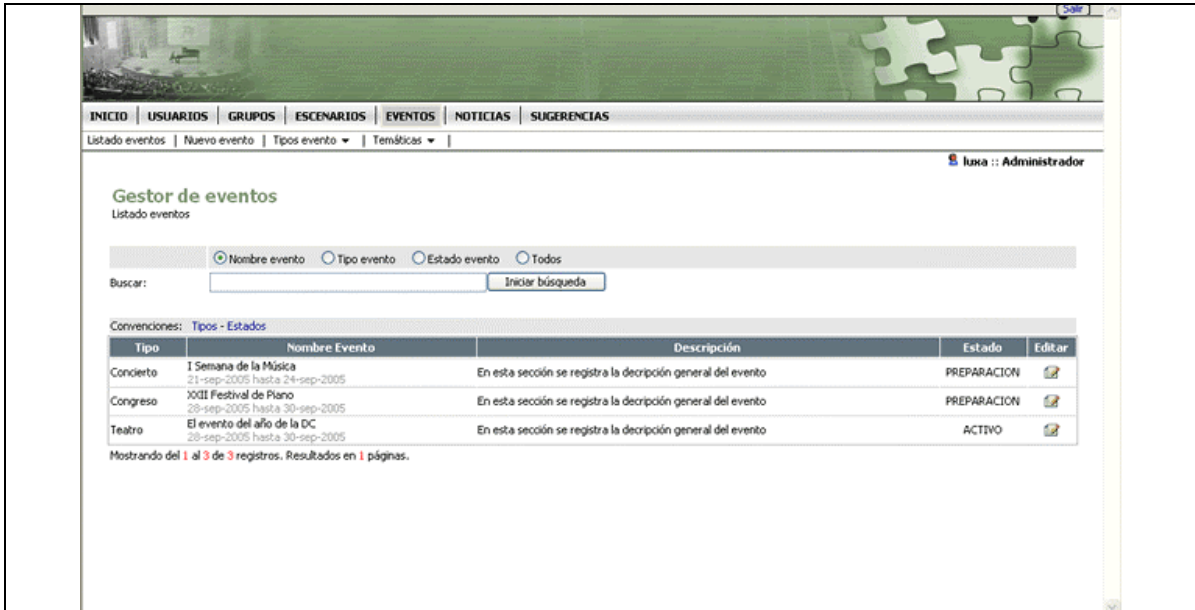 Salir
INICIO | USUARIOS | GRUPOS | ESCENARIOS | EVENTOS | NOTICIAS | SUGERENCIAS
Listado eventos | Nuevo evento | Tipos evento | Temáticas |
luxa :: Administrador
Gestor de eventos
Listado eventos
Nombre evento Tipo evento Estado evento Todos
Buscar: Iniciar búsqueda
Convenciones: Tipos - Estados
Tipo Nombre Evento Descripción Estado Editar
Concierto I Semana de la Música En esta sección se registra la decripción general del evento PREPARACION
21-sep-2005 hasta 24-sep-2005
Congreso XXII Festival de Piano En esta sección se registra la decripción general del evento PREPARACION
28-sep-2005 hasta 30-sep-2005
Teatro El evento del año de la DC En esta sección se registra la decripción general del evento ACTIVO
28-sep-2005 hasta 30-sep-2005
Mostrando del 1 al 3 de 3 registros. Resultados en 1 páginas.